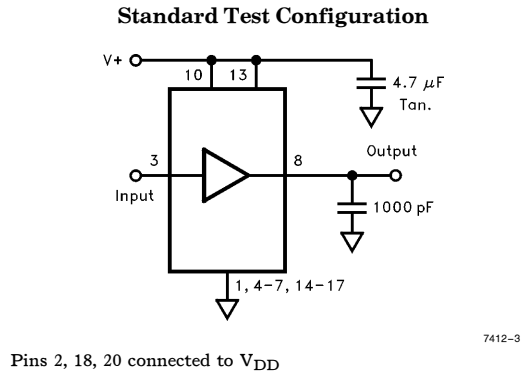 Standard Test Configuration
V+
10 13
4.7 μF
Tan.
3
8
Output
Input
1000 pF
1, 4-7, 14-17
7412–3
Pins 2, 18, 20 connected to VDD